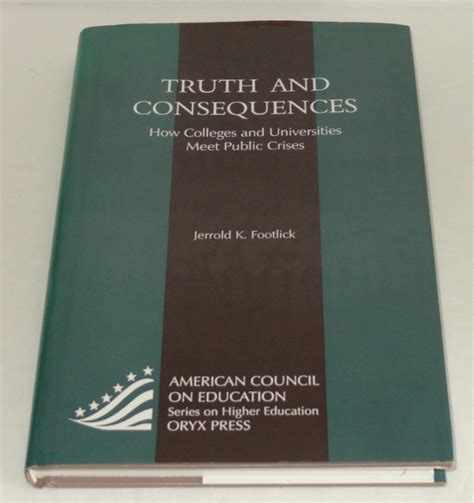 TRUTH AND
CONSEQUENCES
How Colleges and Universities
Meet Public Crises
Jerrold K. Footlick
AMERICAN COUNCIL
ON EDUCATION
Series on Higher Education
ORYX PRESS